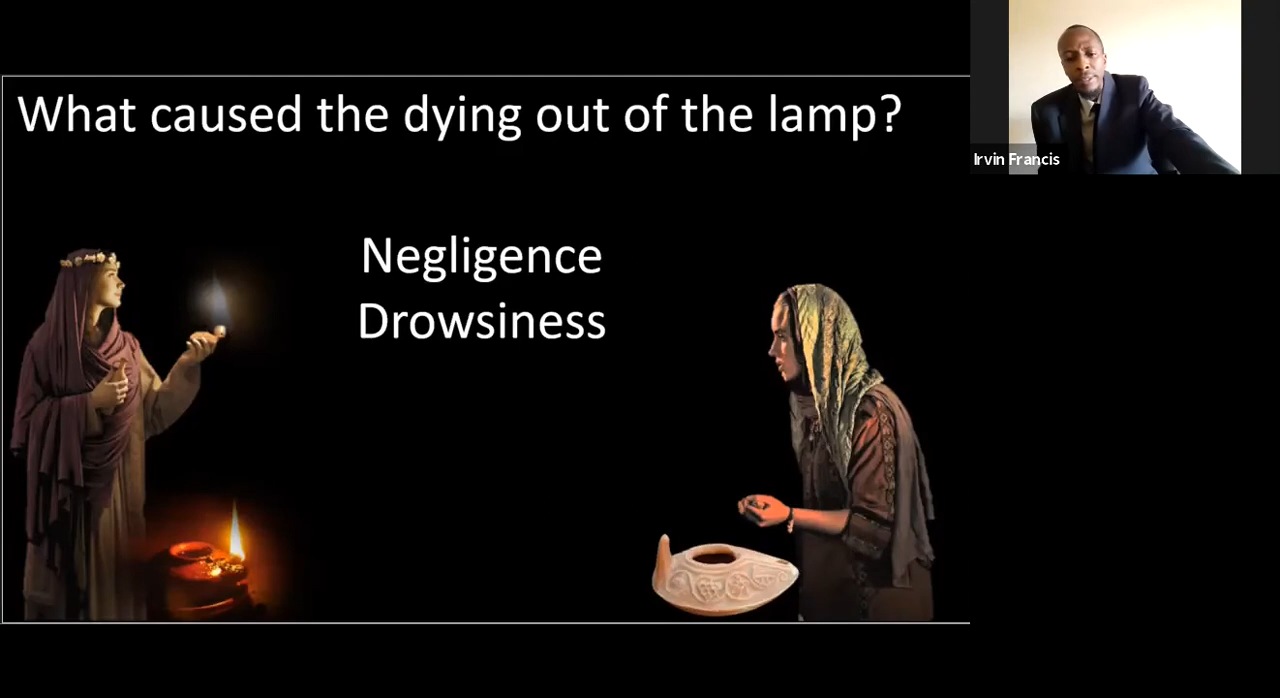 What caused the dying out of the lamp?
Irvin Francis
Negligence
Drowsiness